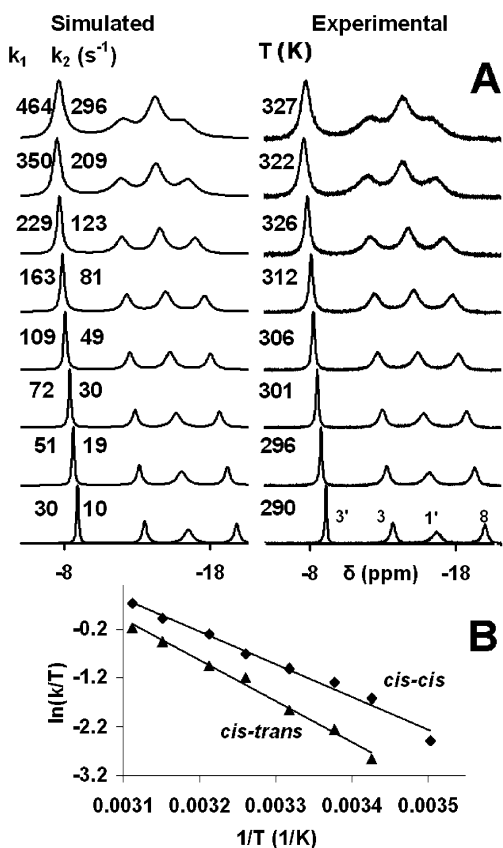 Simulated Experimental
k₁ k₂ (s⁻¹) T (K)
A
464 296 327
350 209 322
229 123 326
163 81 312
109 49 306
72 30 301
51 19 296
30 10 290
3' 3 1' 8
-8 -18 -8 δ (ppm) -18
B
-0.2
-1.2
-2.2
-3.2
ln(k/T)
cis-cis
cis-trans
0.0031 0.0032 0.0033 0.0034 0.0035
1/T (1/K)